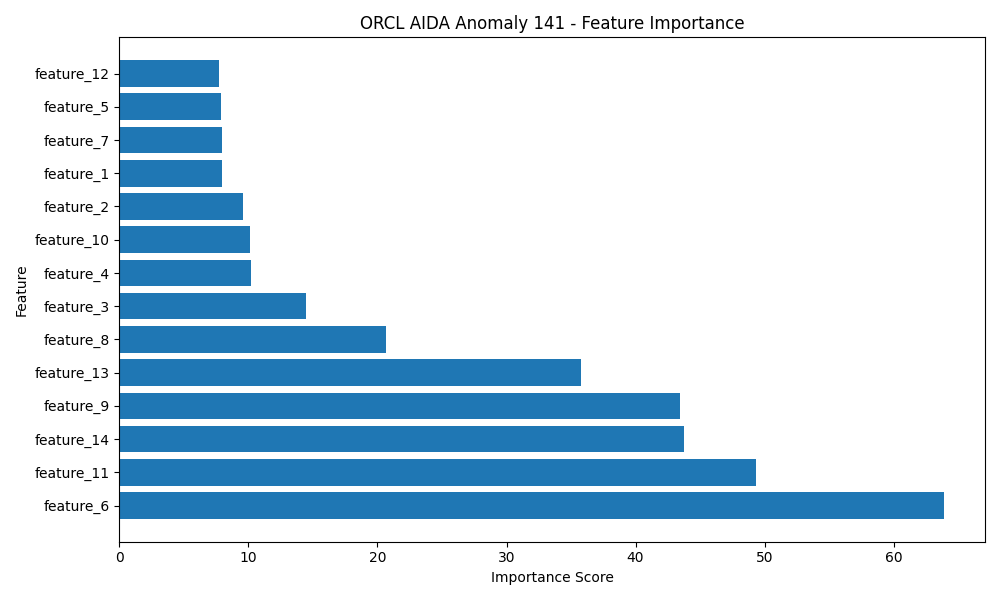 ORCL AIDA Anomaly 141 - Feature Importance
feature_12
feature_5
feature_7
feature_1
feature_2
feature_10
feature_4
feature_3
feature_8
feature_13
feature_9
feature_14
feature_11
feature_6
Feature
0 10 20 30 40 50 60
Importance Score